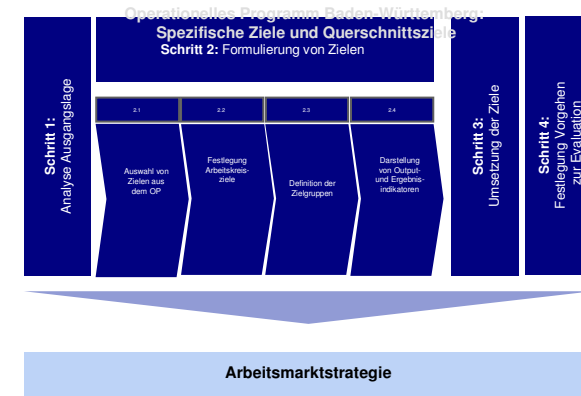 Operationelles Programm Baden-Württemberg:
Spezifische Ziele und Querschnittsziele
Schritt 1:
Analyse Ausgangslage
Schritt 2: Formulierung von Zielen
2.1
2.2
2.3
2.4
Auswahl von
Zielen aus
dem OP
Festlegung
Arbeitskreis-
ziele
Definition der
Zielgruppen
Darstellung
von Output-
und Ergebnis-
indikatoren
Schritt 3:
Umsetzung der Ziele
Schritt 4:
Festlegung Vorgehen
zur Evaluation
Arbeitsmarktstrategie